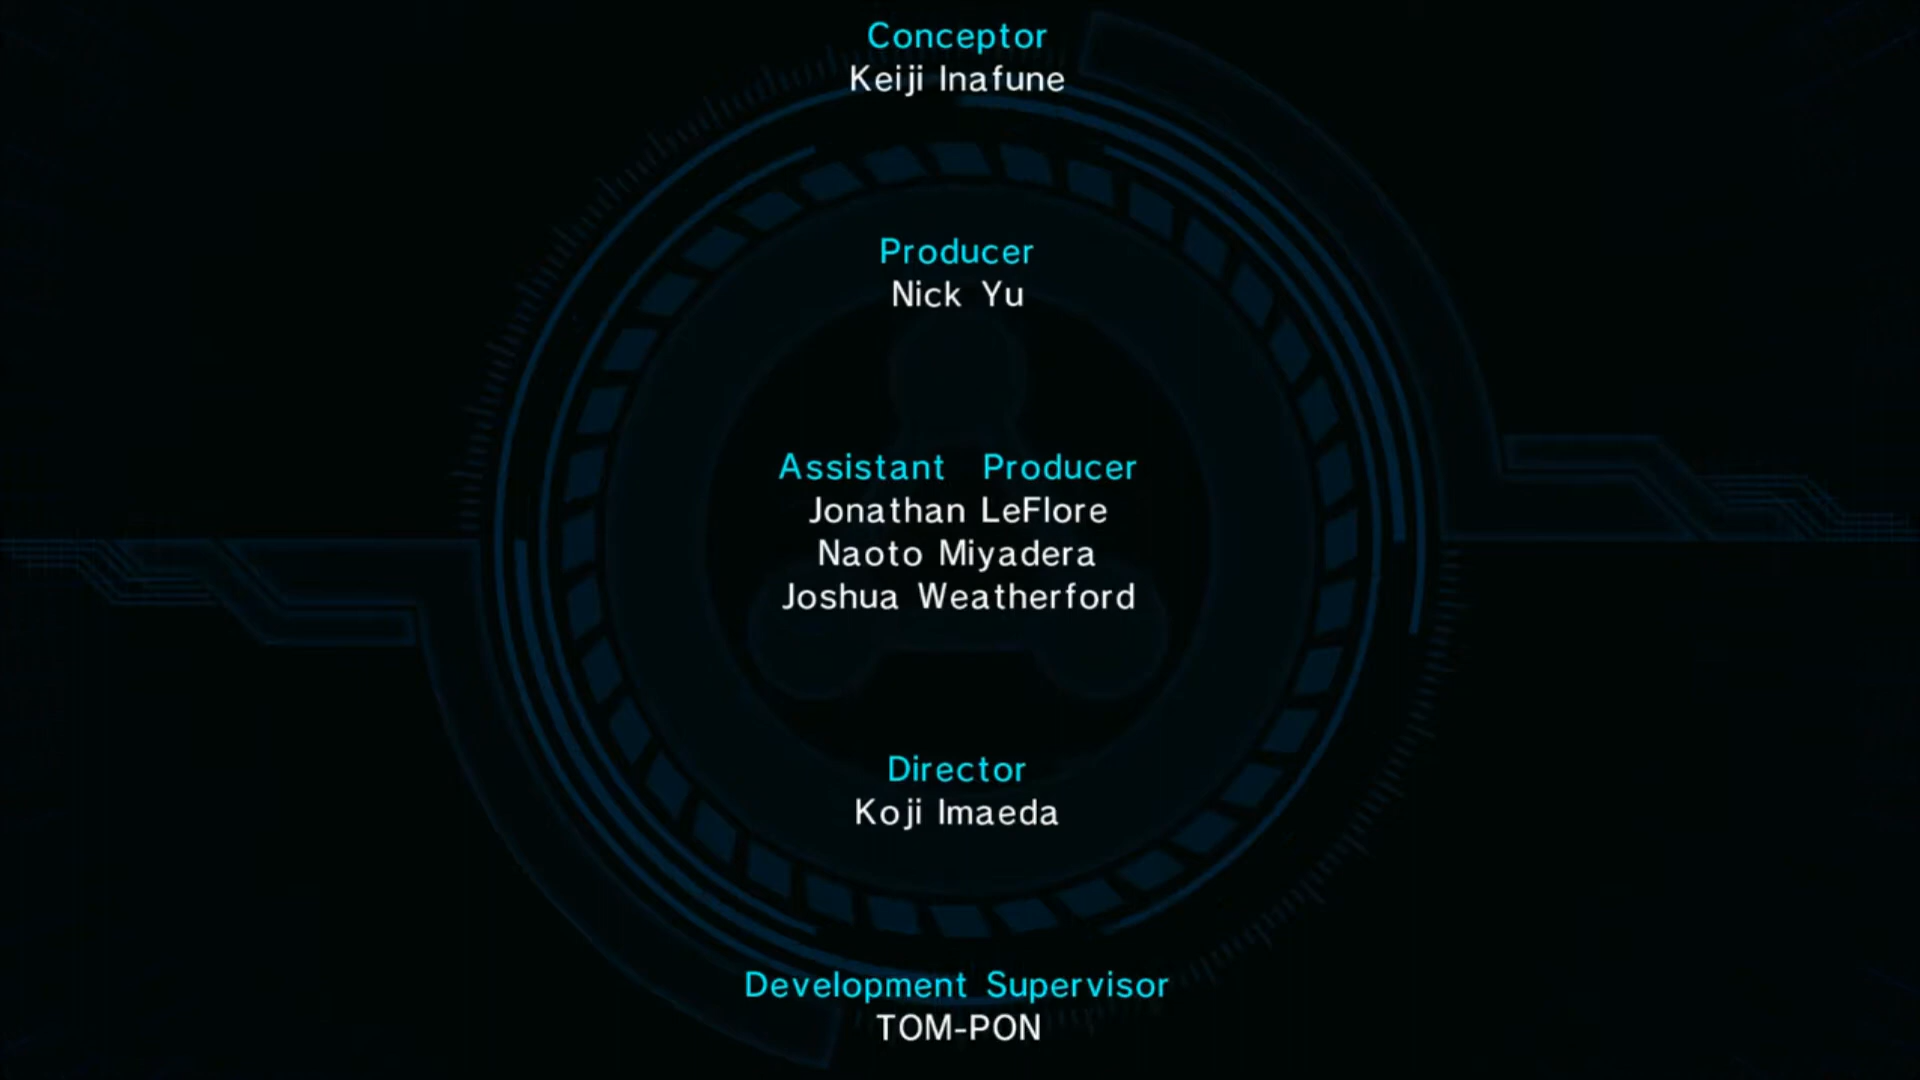 Conceptor
Keiji Inafune
Producer
Nick Yu
Assistant Producer
Jonathan LeFlore
Naoto Miyadera
Joshua Weatherford
Director
Koji Imaeda
Development Supervisor
TOM-PON